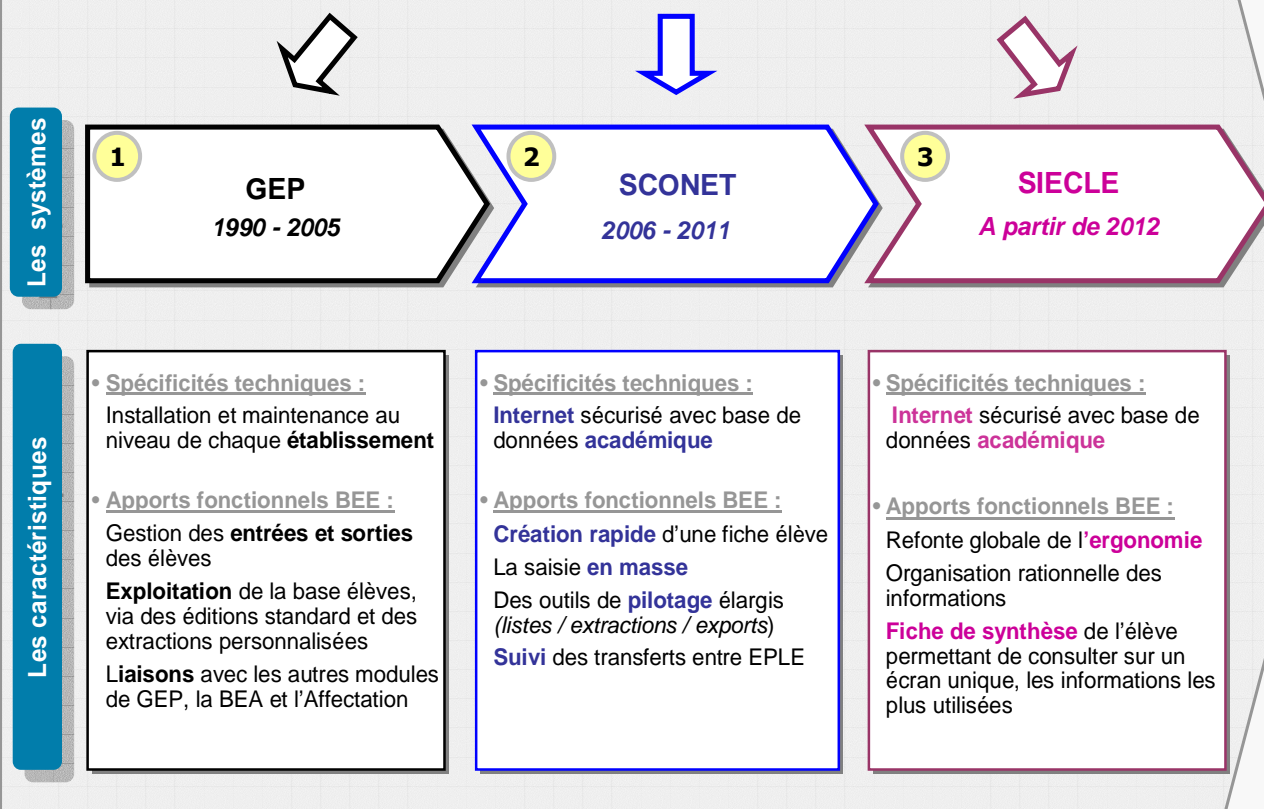 Les systèmes
1
GEP
1990 - 2005
2
SCONET
2006 - 2011
3
SIECLE
A partir de 2012
Les caractéristiques
• Spécificités techniques :
Installation et maintenance au
niveau de chaque établissement
• Apports fonctionnels BEE :
Gestion des entrées et sorties
des élèves
Exploitation de la base élèves,
via des éditions standard et des
extractions personnalisées
Liaisons avec les autres modules
de GEP, la BEA et l'Affectation
• Spécificités techniques :
Internet sécurisé avec base de
données académique
• Apports fonctionnels BEE :
Création rapide d'une fiche élève
La saisie en masse
Des outils de pilotage élargis
(listes / extractions / exports)
Suivi des transferts entre EPLE
• Spécificités techniques :
Internet sécurisé avec base de
données académique
• Apports fonctionnels BEE :
Refonte globale de l'ergonomie
Organisation rationnelle des
informations
Fiche de synthèse de l'élève
permettant de consulter sur un
écran unique, les informations les
plus utilisées